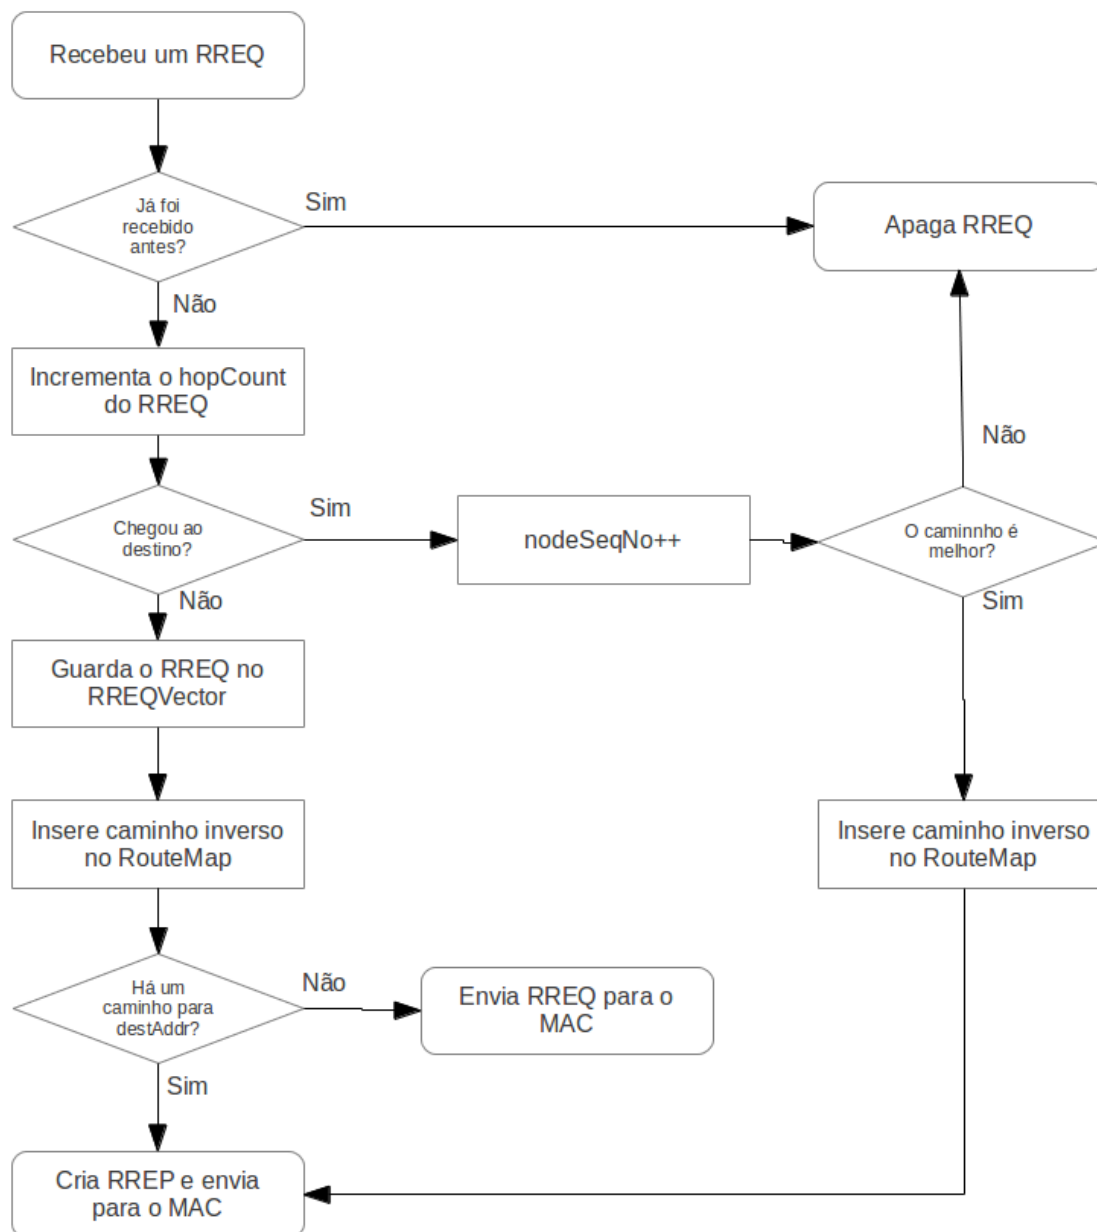 Recebeu um RREQ
Já foi
recebido
antes?
Sim
Apaga RREQ
Não
Incrementa o hopCount
do RREQ
Não
Chegou ao
destino?
Sim
nodeSeqNo++
O caminnho é
melhor?
Não
Sim
Guarda o RREQ no
RREQVector
Insere caminho inverso
no RouteMap
Insere caminho inverso
no RouteMap
Há um
caminho para
destAddr?
Não
Envia RREQ para o
MAC
Sim
Cria RREP e envia
para o MAC